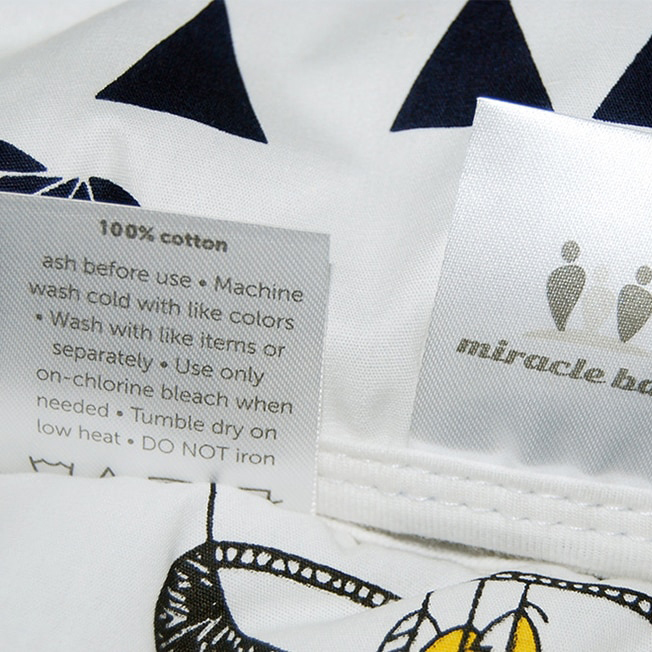 100% cotton
ash before use • Machine
wash cold with like colors
• Wash with like items or
separately • Use only
on-chlorine bleach when
needed • Tumble dry on
low heat • DO NOT iron
miracle ba